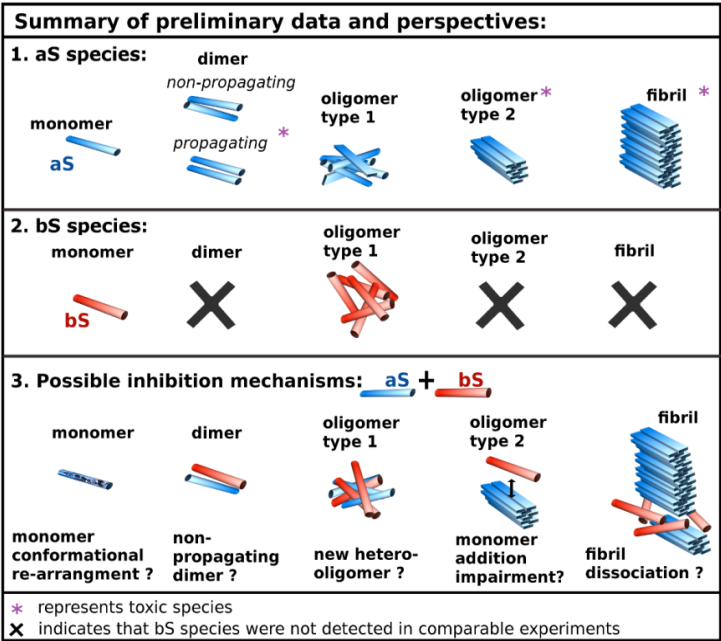 Summary of preliminary data and perspectives:
1. aS species:
monomer
aS
dimer
non-propagating
propagating *
oligomer
type 1
oligomer *
type 2
fibril *
2. bS species:
monomer
bS
dimer
oligomer
type 1
oligomer
type 2
fibril
3. Possible inhibition mechanisms: aS + bS
monomer
dimer
oligomer
type 1
oligomer
type 2
fibril
monomer
conformational
re-arrangment ?
non-
propagating
dimer ?
new hetero-
oligomer ?
monomer
addition
impairment?
fibril
dissociation ?
* represents toxic species
× indicates that bS species were not detected in comparable experiments